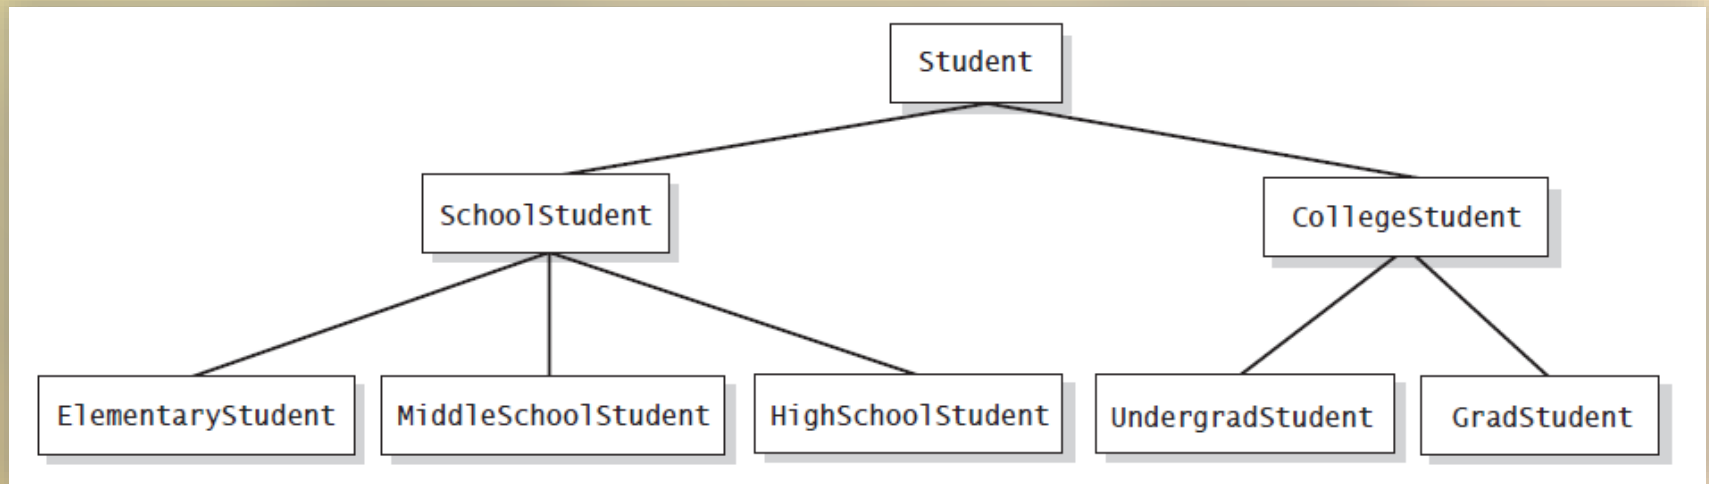 Student
SchoolStudent
CollegeStudent
ElementaryStudent
MiddleSchoolStudent
HighSchoolStudent
UndergradStudent
GradStudent